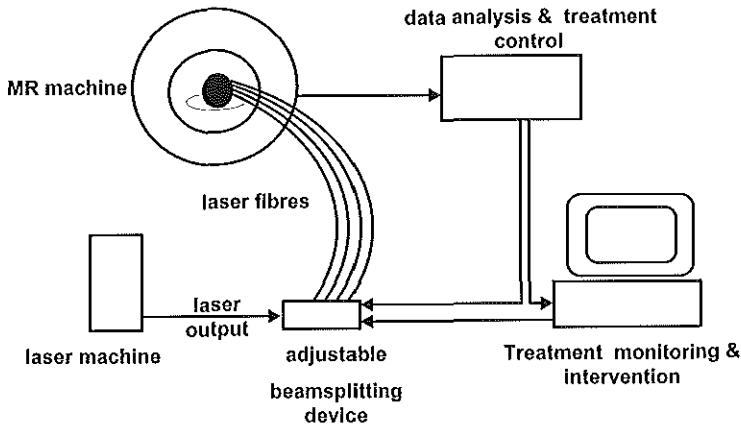 data analysis & treatment
control
MR machine
laser fibres
laser
output
laser machine
adjustable
beamsplitting
device
Treatment monitoring &
intervention